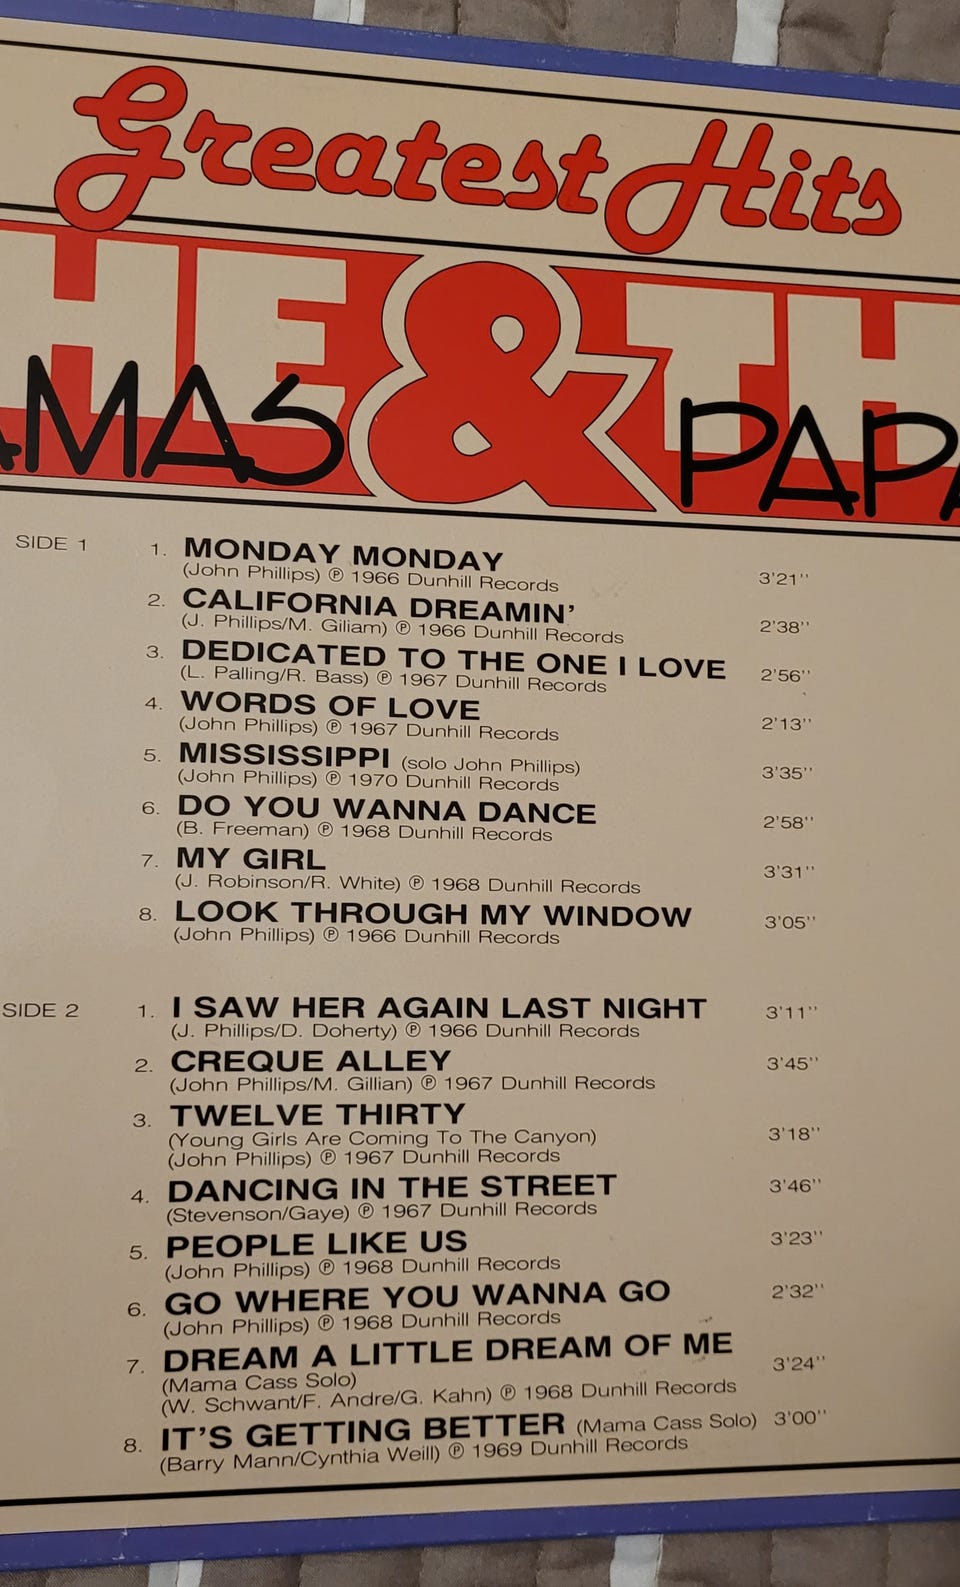 Greatest Hits
HE & TH
AMAS PAPA
SIDE 1
1. MONDAY MONDAY 3'21''
(John Phillips) ℗ 1966 Dunhill Records
2. CALIFORNIA DREAMIN' 2'38''
(J. Phillips/M. Giliam) ℗ 1966 Dunhill Records
3. DEDICATED TO THE ONE I LOVE 2'56''
(L. Palling/R. Bass) ℗ 1967 Dunhill Records
4. WORDS OF LOVE 2'13''
(John Phillips) ℗ 1967 Dunhill Records
5. MISSISSIPPI (solo John Phillips) 3'35''
(John Phillips) ℗ 1970 Dunhill Records
6. DO YOU WANNA DANCE 2'58''
(B. Freeman) ℗ 1968 Dunhill Records
7. MY GIRL 3'31''
(J. Robinson/R. White) ℗ 1968 Dunhill Records
8. LOOK THROUGH MY WINDOW 3'05''
(John Phillips) ℗ 1966 Dunhill Records
SIDE 2
1. I SAW HER AGAIN LAST NIGHT 3'11''
(J. Phillips/D. Doherty) ℗ 1966 Dunhill Records
2. CREQUE ALLEY 3'45''
(John Phillips/M. Gillian) ℗ 1967 Dunhill Records
3. TWELVE THIRTY
(Young Girls Are Coming To The Canyon) 3'18''
(John Phillips) ℗ 1967 Dunhill Records
4. DANCING IN THE STREET 3'46''
(Stevenson/Gaye) ℗ 1967 Dunhill Records
5. PEOPLE LIKE US 3'23''
(John Phillips) ℗ 1968 Dunhill Records
6. GO WHERE YOU WANNA GO 2'32''
(John Phillips) ℗ 1968 Dunhill Records
7. DREAM A LITTLE DREAM OF ME 3'24''
(Mama Cass Solo)
(W. Schwant/F. Andre/G. Kahn) ℗ 1968 Dunhill Records
8. IT'S GETTING BETTER (Mama Cass Solo) 3'00''
(Barry Mann/Cynthia Weill) ℗ 1969 Dunhill Records